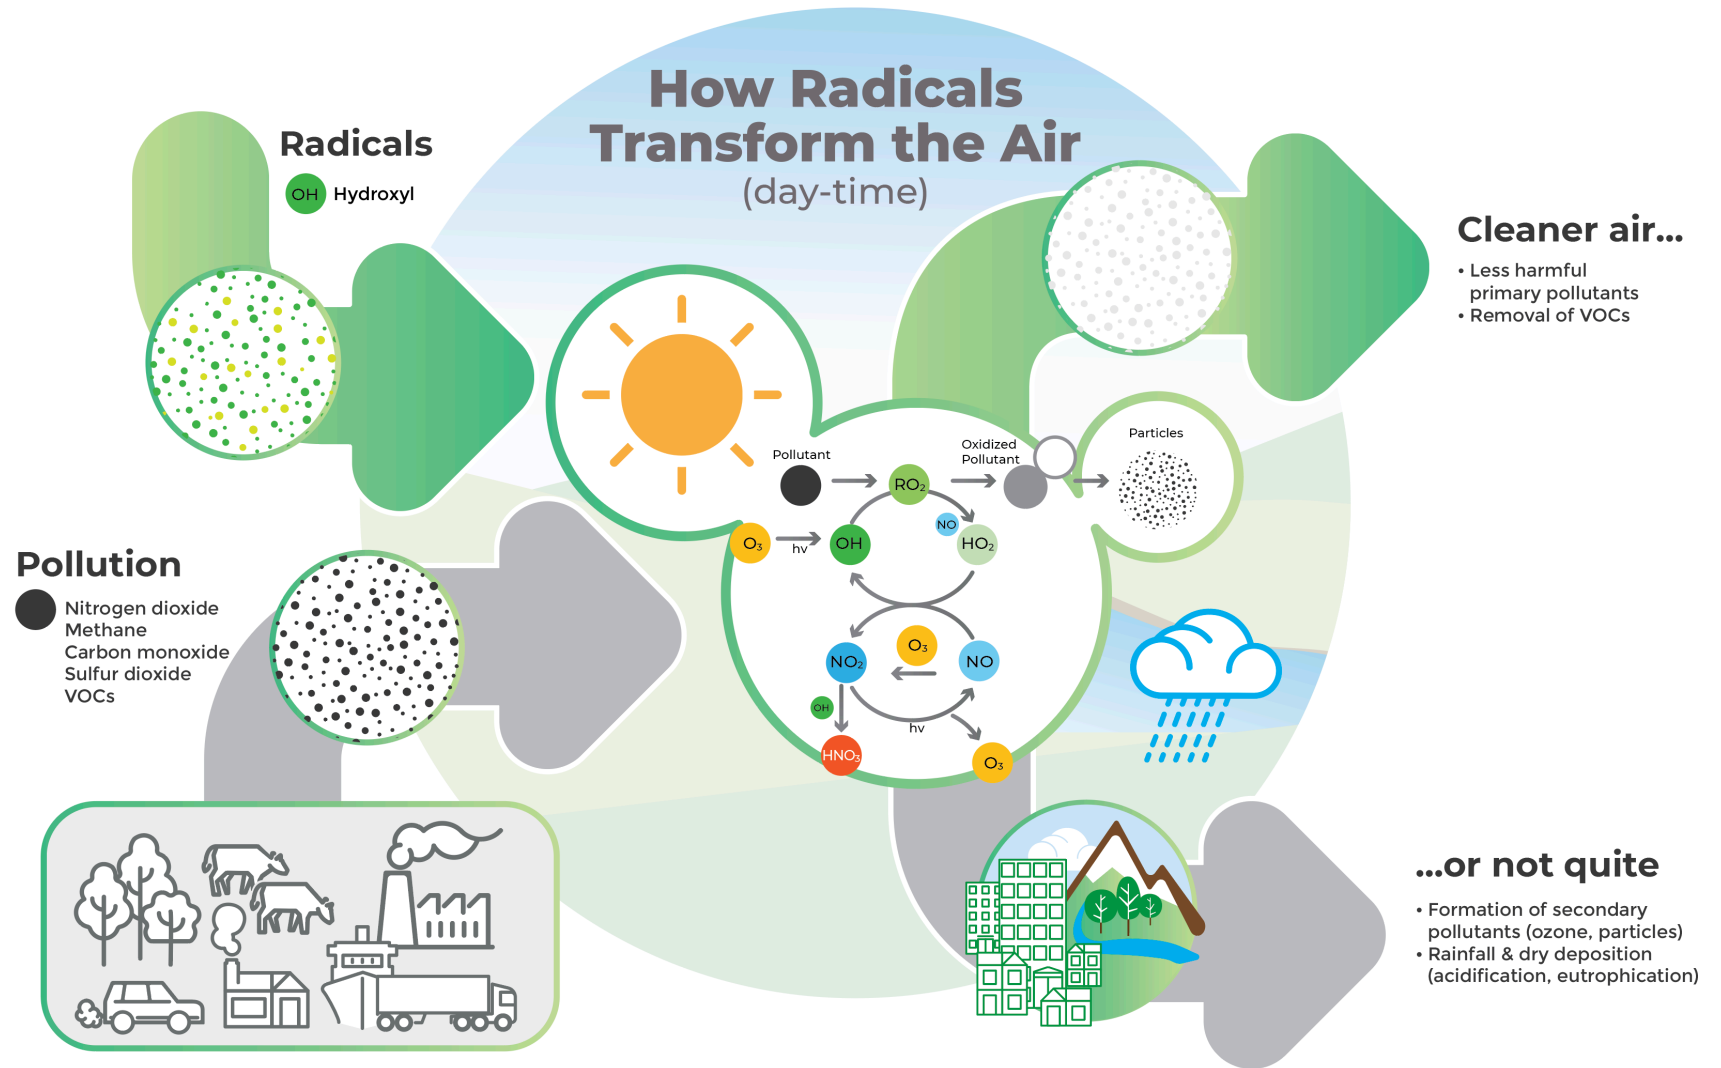 How Radicals
Transform the Air
(day-time)
Radicals
OH Hydroxyl
Pollution
Nitrogen dioxide
Methane
Carbon monoxide
Sulfur dioxide
VOCs
Pollutant
RO₂
Oxidized
Pollutant
Particles
O₃
hv
OH
NO
HO₂
NO₂
O₃
NO
OH
hv
HNO₃
O₃
Cleaner air...
• Less harmful
primary pollutants
• Removal of VOCs
...or not quite
• Formation of secondary
pollutants (ozone, particles)
• Rainfall & dry deposition
(acidification, eutrophication)